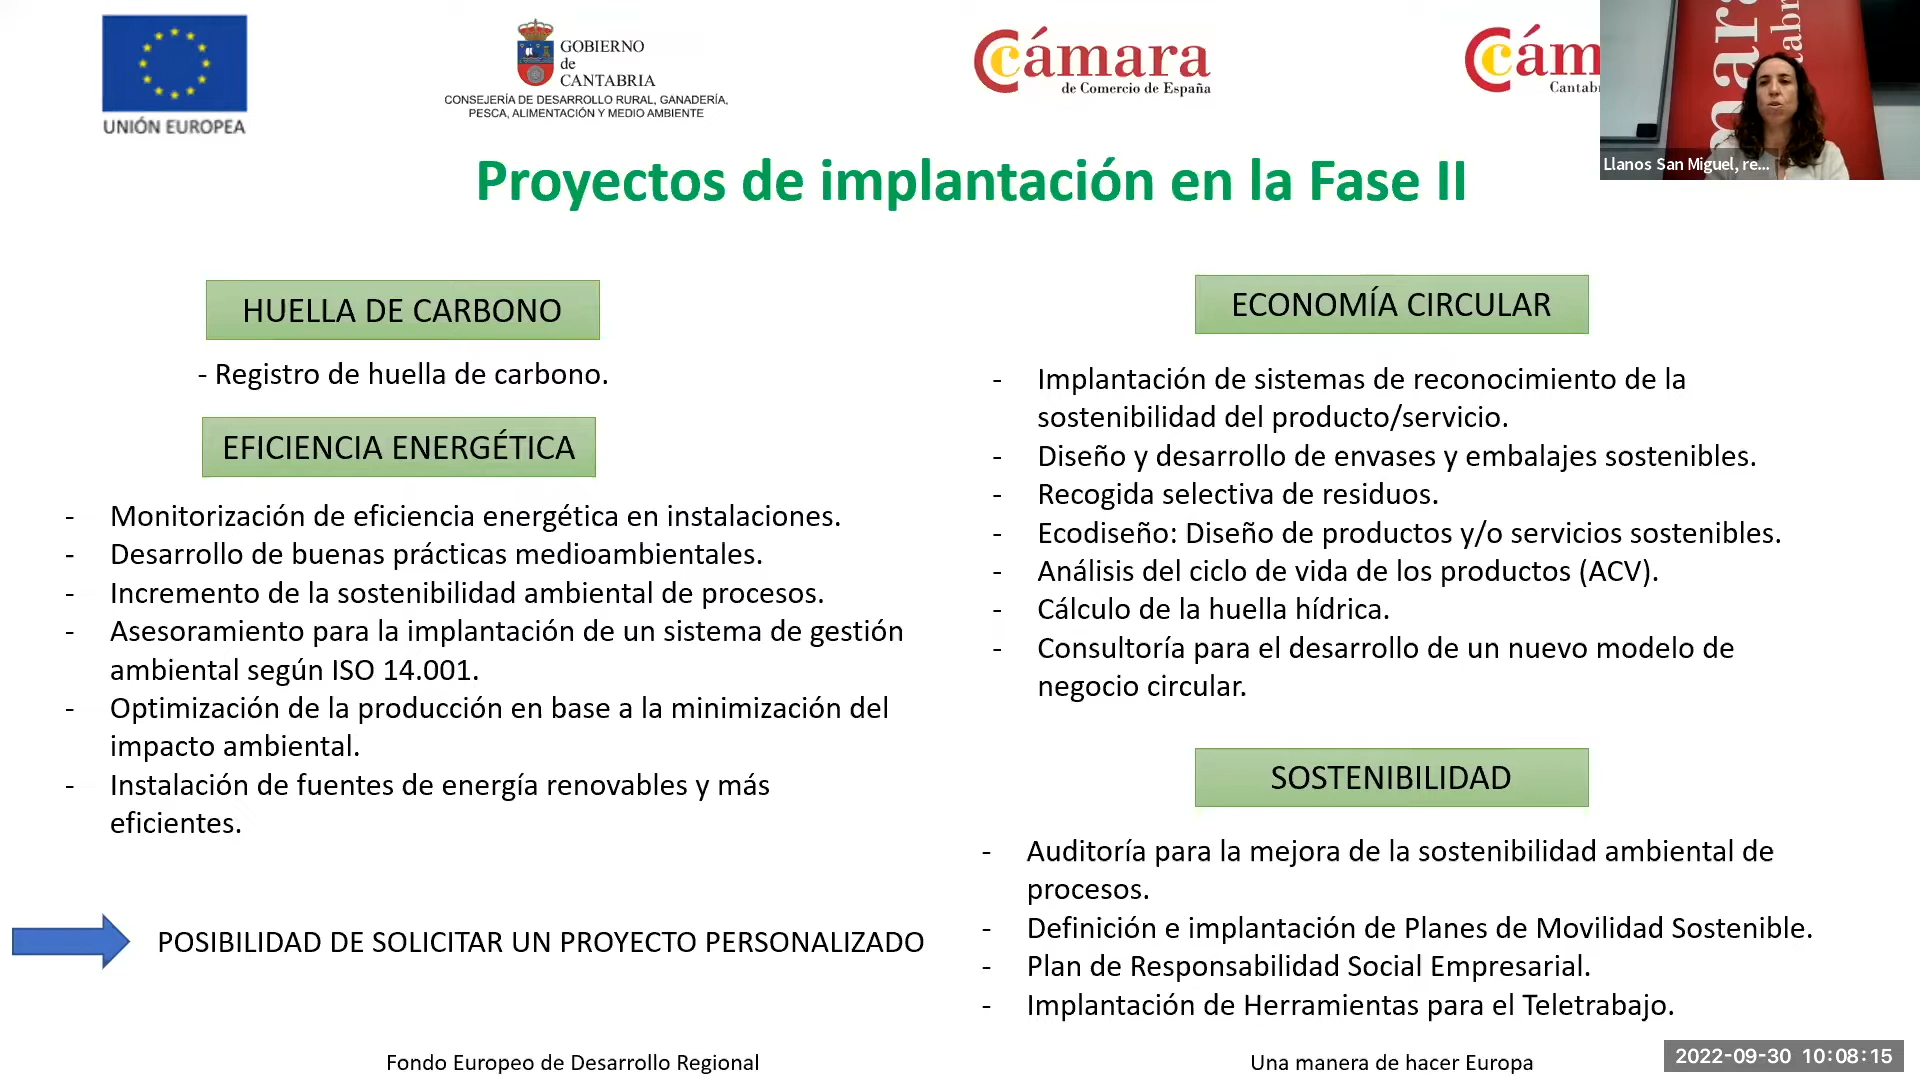 UNIÓN EUROPEA
GOBIERNO
de
CANTABRIA
CONSEJERÍA DE DESARROLLO RURAL, GANADERÍA,
PESCA, ALIMENTACIÓN Y MEDIO AMBIENTE
Cámara
de Comercio de España
Cám
Cantab
mara
tabr
Llanos San Miguel, re...
Proyectos de implantación en la Fase II
HUELLA DE CARBONO
- Registro de huella de carbono.
EFICIENCIA ENERGÉTICA
- Monitorización de eficiencia energética en instalaciones.
- Desarrollo de buenas prácticas medioambientales.
- Incremento de la sostenibilidad ambiental de procesos.
- Asesoramiento para la implantación de un sistema de gestión
ambiental según ISO 14.001.
- Optimización de la producción en base a la minimización del
impacto ambiental.
- Instalación de fuentes de energía renovables y más
eficientes.
POSIBILIDAD DE SOLICITAR UN PROYECTO PERSONALIZADO
ECONOMÍA CIRCULAR
- Implantación de sistemas de reconocimiento de la
sostenibilidad del producto/servicio.
- Diseño y desarrollo de envases y embalajes sostenibles.
- Recogida selectiva de residuos.
- Ecodiseño: Diseño de productos y/o servicios sostenibles.
- Análisis del ciclo de vida de los productos (ACV).
- Cálculo de la huella hídrica.
- Consultoría para el desarrollo de un nuevo modelo de
negocio circular.
SOSTENIBILIDAD
- Auditoría para la mejora de la sostenibilidad ambiental de
procesos.
- Definición e implantación de Planes de Movilidad Sostenible.
- Plan de Responsabilidad Social Empresarial.
- Implantación de Herramientas para el Teletrabajo.
Fondo Europeo de Desarrollo Regional
Una manera de hacer Europa
2022-09-30 10:08:15